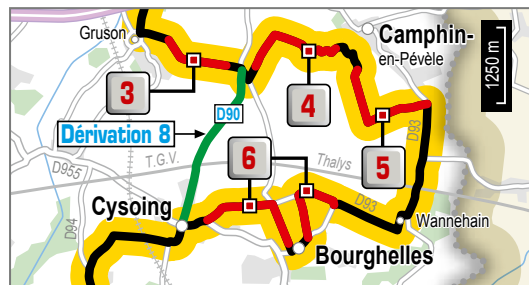 Gruson
Camphin-
en-Pévèle
1250 m
3
4
D90
Dérivation 8
5
D93
6
T.G.V.
Thalys
D955
D94
Cysoing
D93
Wannehain
Bourghelles